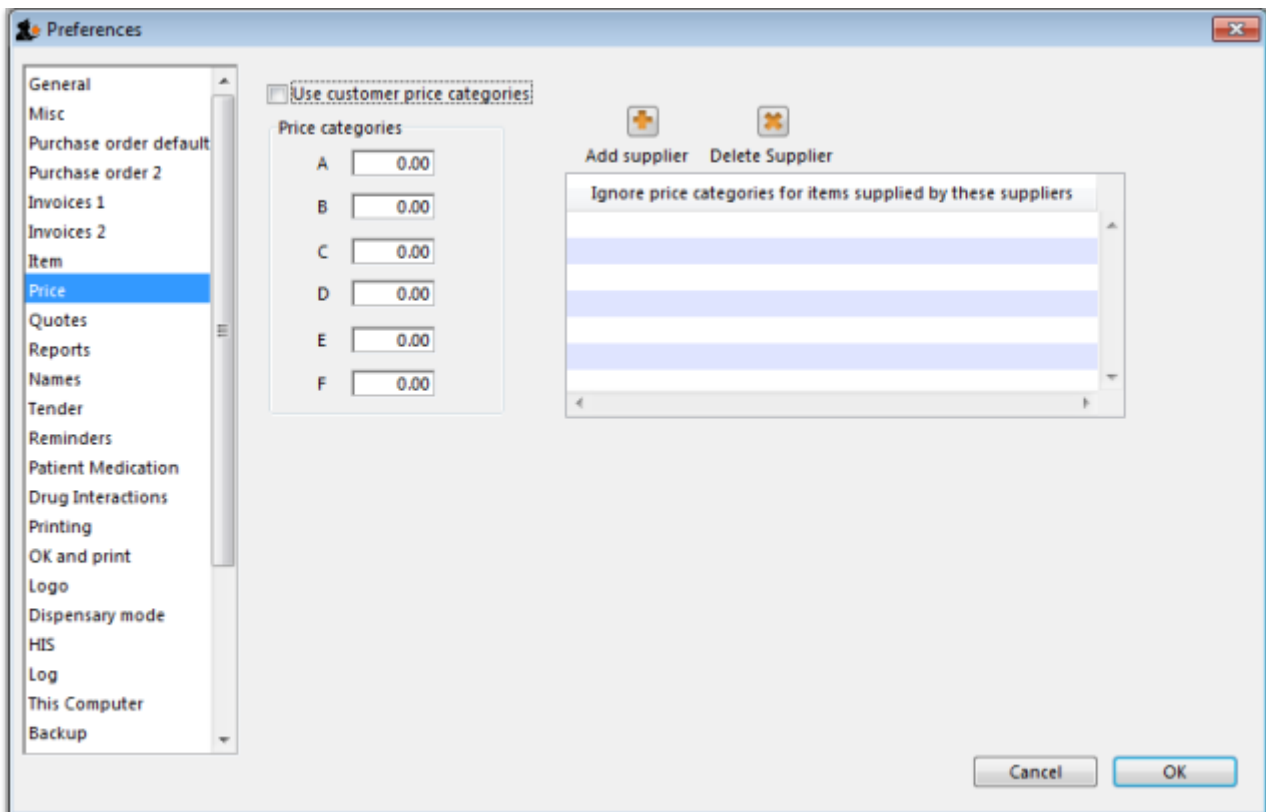 Preferences
General
Misc
Purchase order default
Purchase order 2
Invoices 1
Invoices 2
Item
Price
Quotes
Reports
Names
Tender
Reminders
Patient Medication
Drug Interactions
Printing
OK and print
Logo
Dispensary mode
HIS
Log
This Computer
Backup
Use customer price categories
Price categories
A 0.00
B 0.00
C 0.00
D 0.00
E 0.00
F 0.00
Add supplier Delete Supplier
Ignore price categories for items supplied by these suppliers
Cancel OK